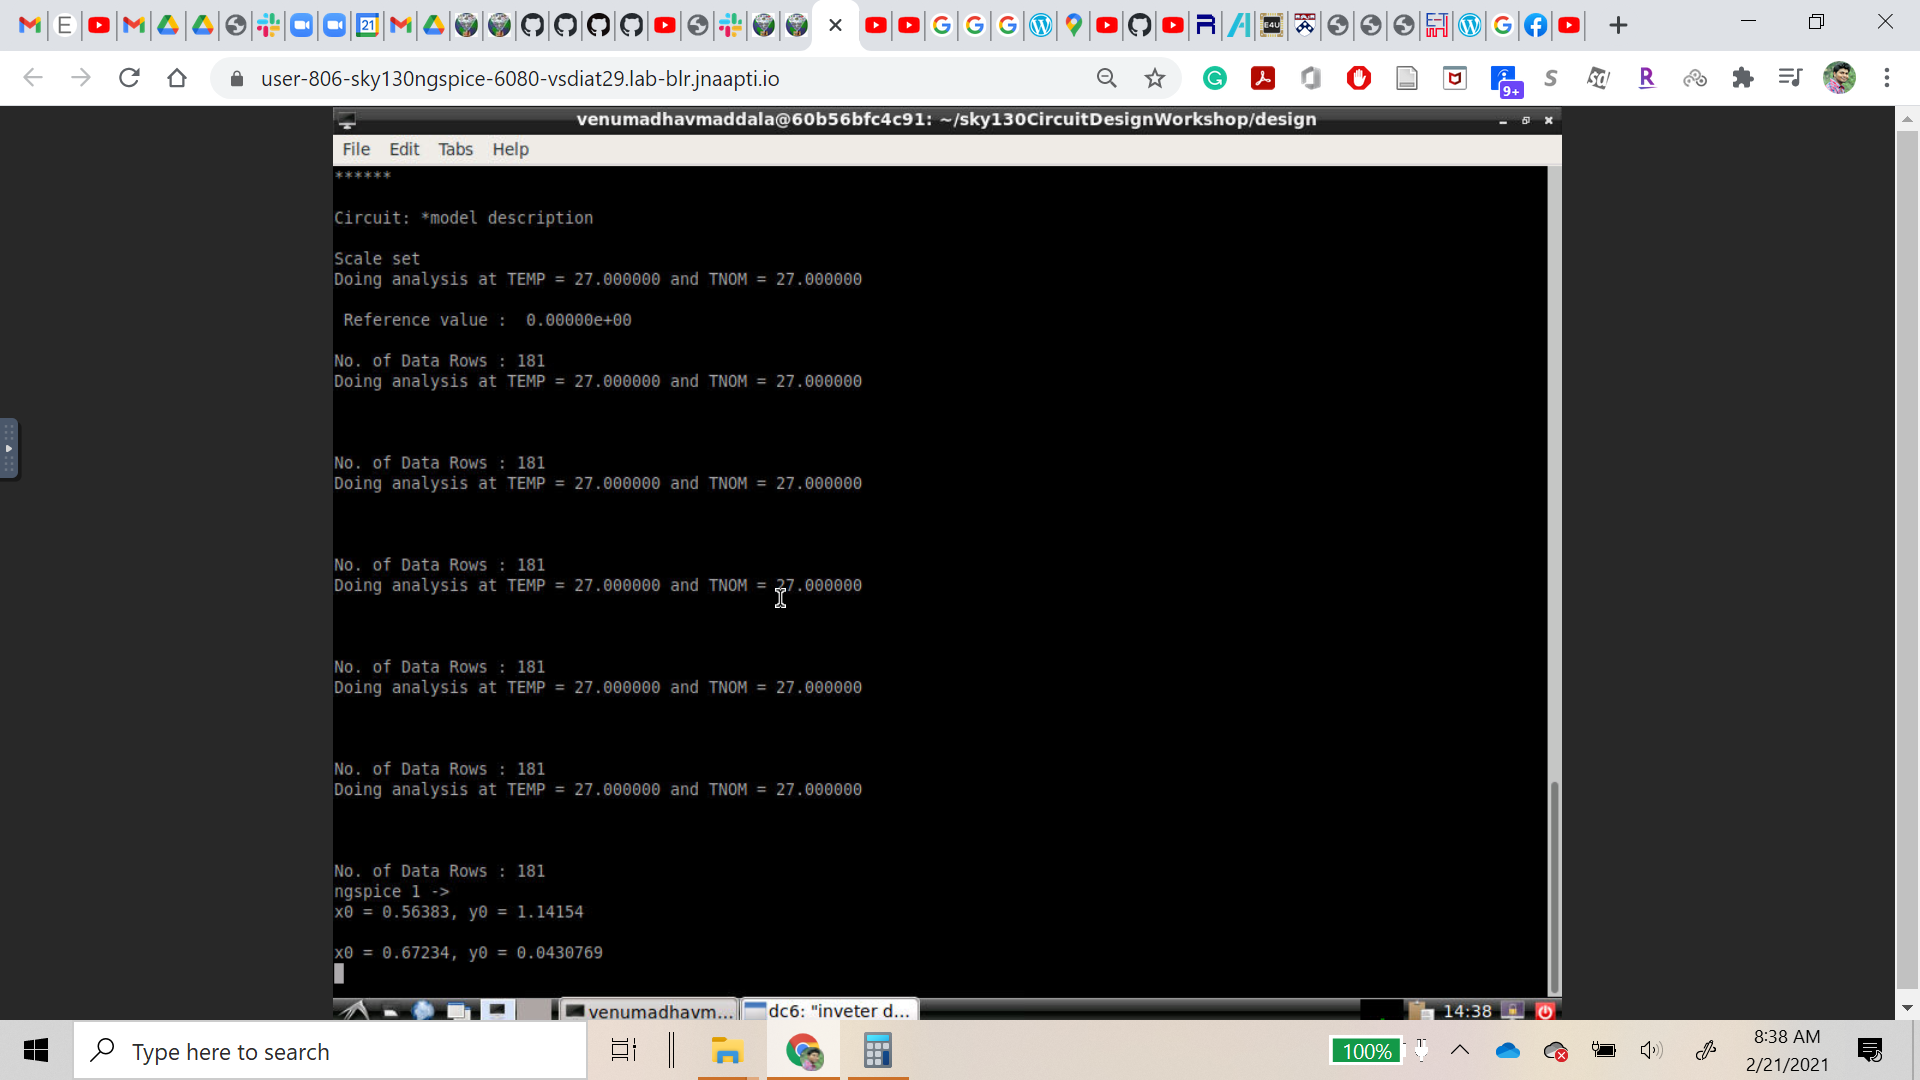 21
user-806-sky130ngspice-6080-vsdiat29.lab-blr.jnaapti.io
9+
venumadhavmaddala@60b56bfc4c91: ~/sky130CircuitDesignWorkshop/design
File Edit Tabs Help
******
Circuit: *model description
Scale set
Doing analysis at TEMP = 27.000000 and TNOM = 27.000000
Reference value : 0.00000e+00
No. of Data Rows : 181
Doing analysis at TEMP = 27.000000 and TNOM = 27.000000
No. of Data Rows : 181
Doing analysis at TEMP = 27.000000 and TNOM = 27.000000
No. of Data Rows : 181
Doing analysis at TEMP = 27.000000 and TNOM = 27.000000
No. of Data Rows : 181
Doing analysis at TEMP = 27.000000 and TNOM = 27.000000
No. of Data Rows : 181
Doing analysis at TEMP = 27.000000 and TNOM = 27.000000
No. of Data Rows : 181
ngspice 1 ->
x0 = 0.56383, y0 = 1.14154
x0 = 0.67234, y0 = 0.0430769
venumadhavm... dc6: "inveter d... 14:38
Type here to search
100%
8:38 AM
2/21/2021